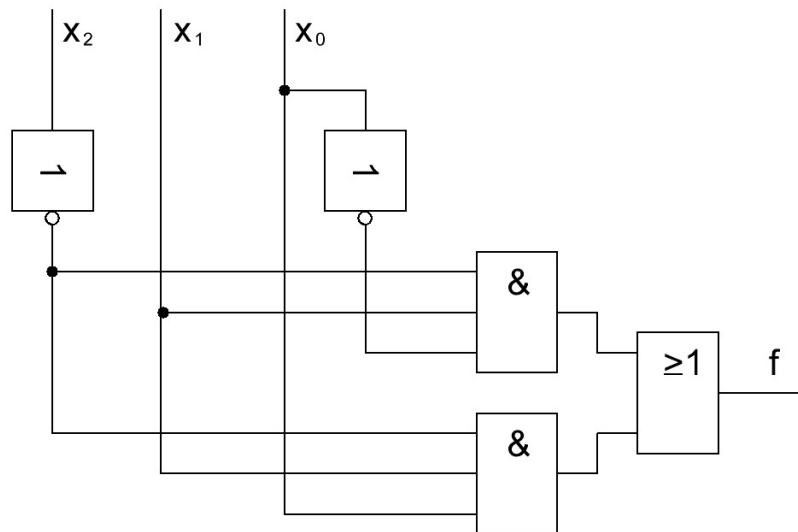 x₂ x₁ x₀
1 1
&
≥1 f
&